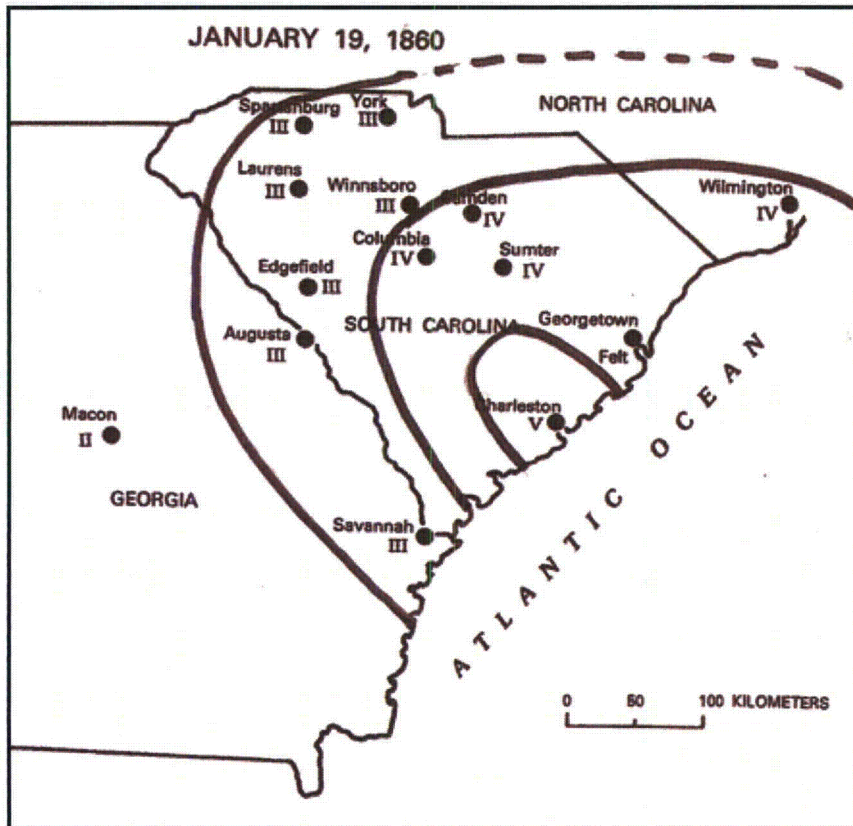 JANUARY 19, 1860
NORTH CAROLINA
Spartanburg
III
York
III
Laurens
III
Winnsboro
III
Camden
IV
Wilmington
IV
Columbia
IV
Sumter
IV
Edgefield
III
SOUTH CAROLINA
Georgetown
Felt
Augusta
III
Charleston
V
Macon
II
GEORGIA
Savannah
III
ATLANTIC OCEAN
0 50 100 KILOMETERS